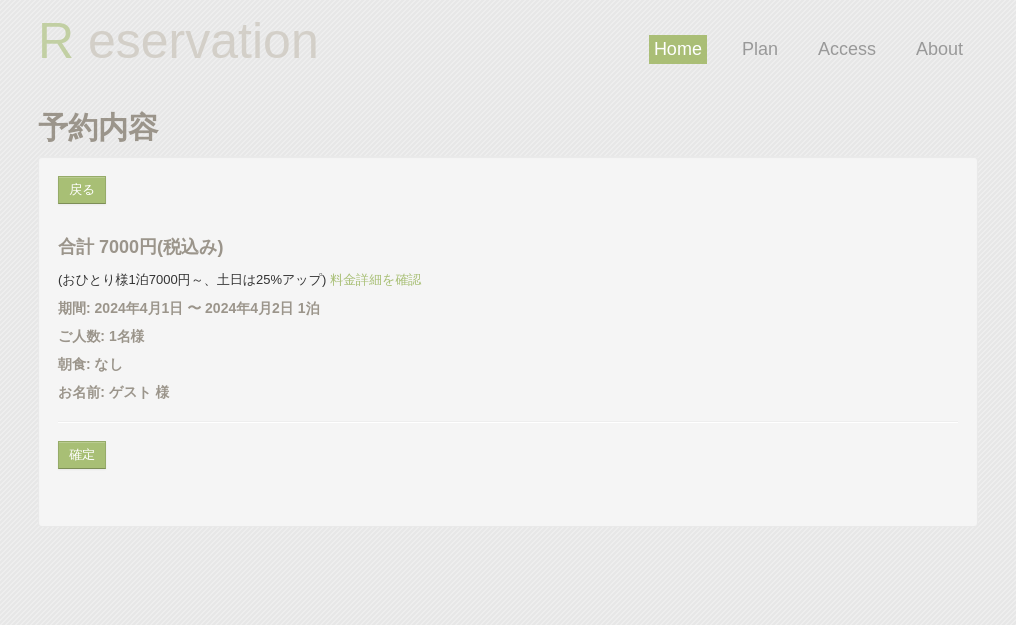 R eservation
Home Plan Access About
予約内容
戻る
合計 7000円(税込み)
(おひとり様1泊7000円～、土日は25%アップ) 料金詳細を確認
期間: 2024年4月1日 〜 2024年4月2日 1泊
ご人数: 1名様
朝食: なし
お名前: ゲスト 様
確定